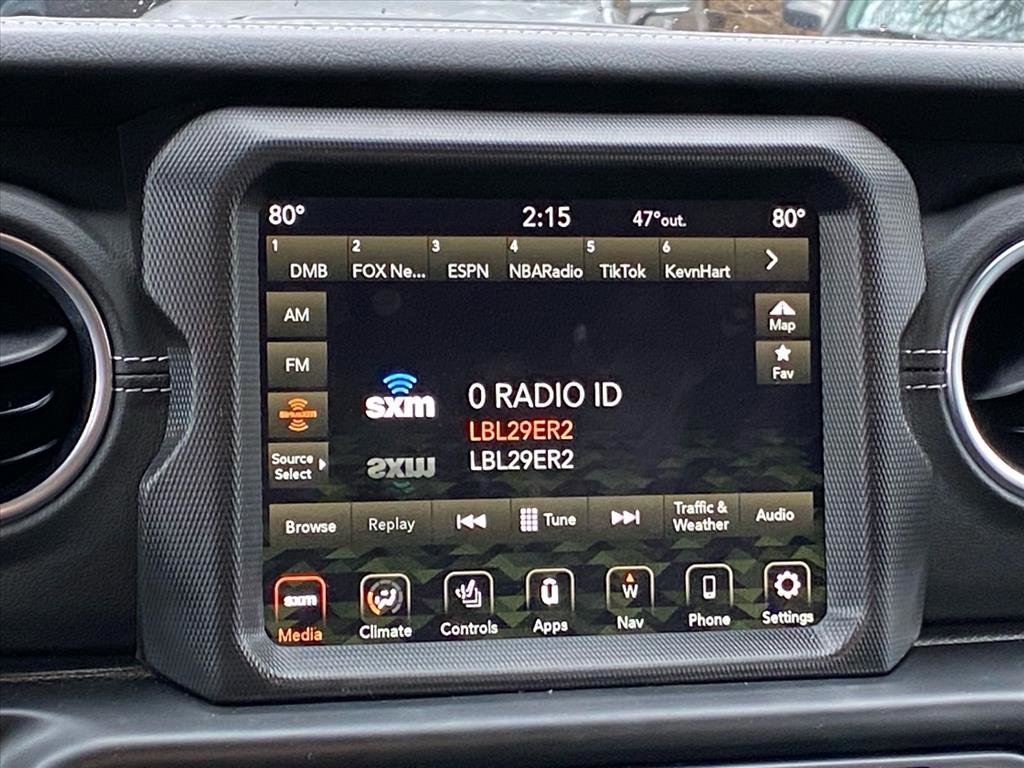 80° 2:15 47°out. 80°
1 2 3 4 5 6
DMB FOX Ne... ESPN NBARadio TikTok KevnHart
AM
Map
FM
Fav
sxm 0 RADIO ID
SiriusXM
LBL29ER2
Source
Select
LBL29ER2
Browse Replay Tune Traffic &
Weather Audio
sxm W
Media Climate Controls Apps Nav Phone Settings